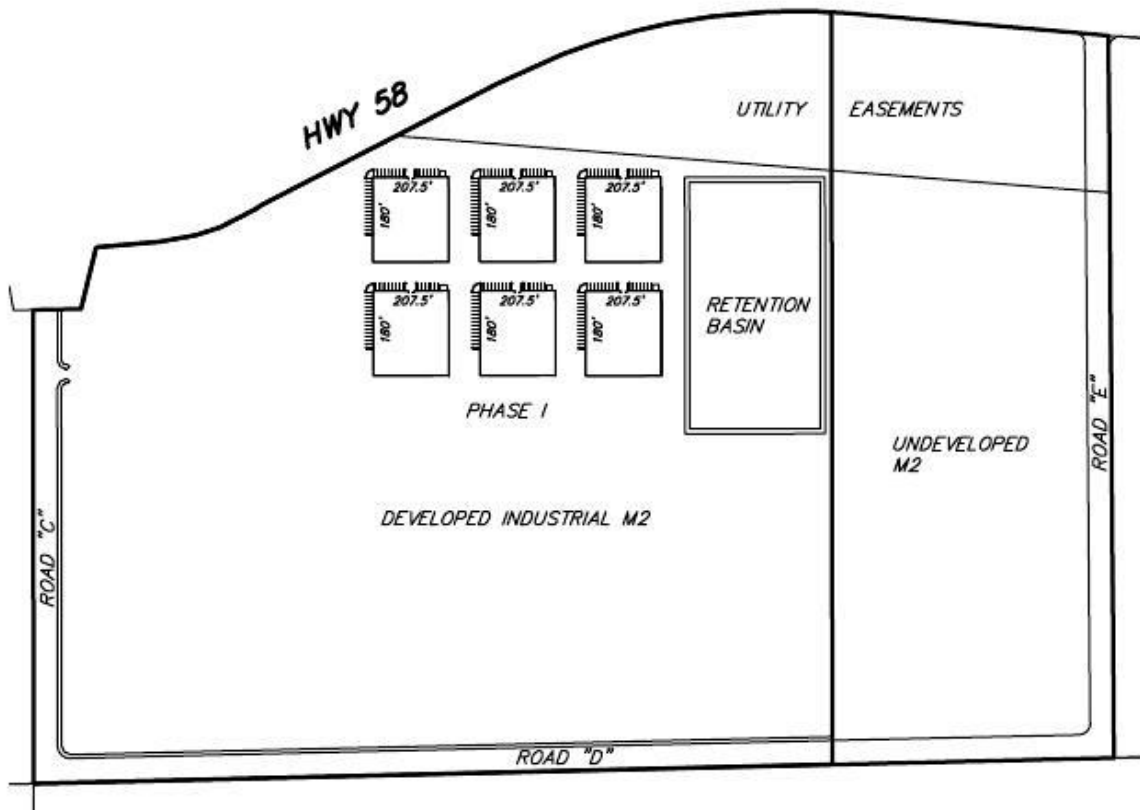 HWY 58
UTILITY EASEMENTS
207.5' 207.5' 207.5'
180' 180' 180'
207.5' 207.5' 207.5'
180' 180' 180'
RETENTION
BASIN
PHASE I
UNDEVELOPED
M2
DEVELOPED INDUSTRIAL M2
ROAD "C"
ROAD "E"
ROAD "D"